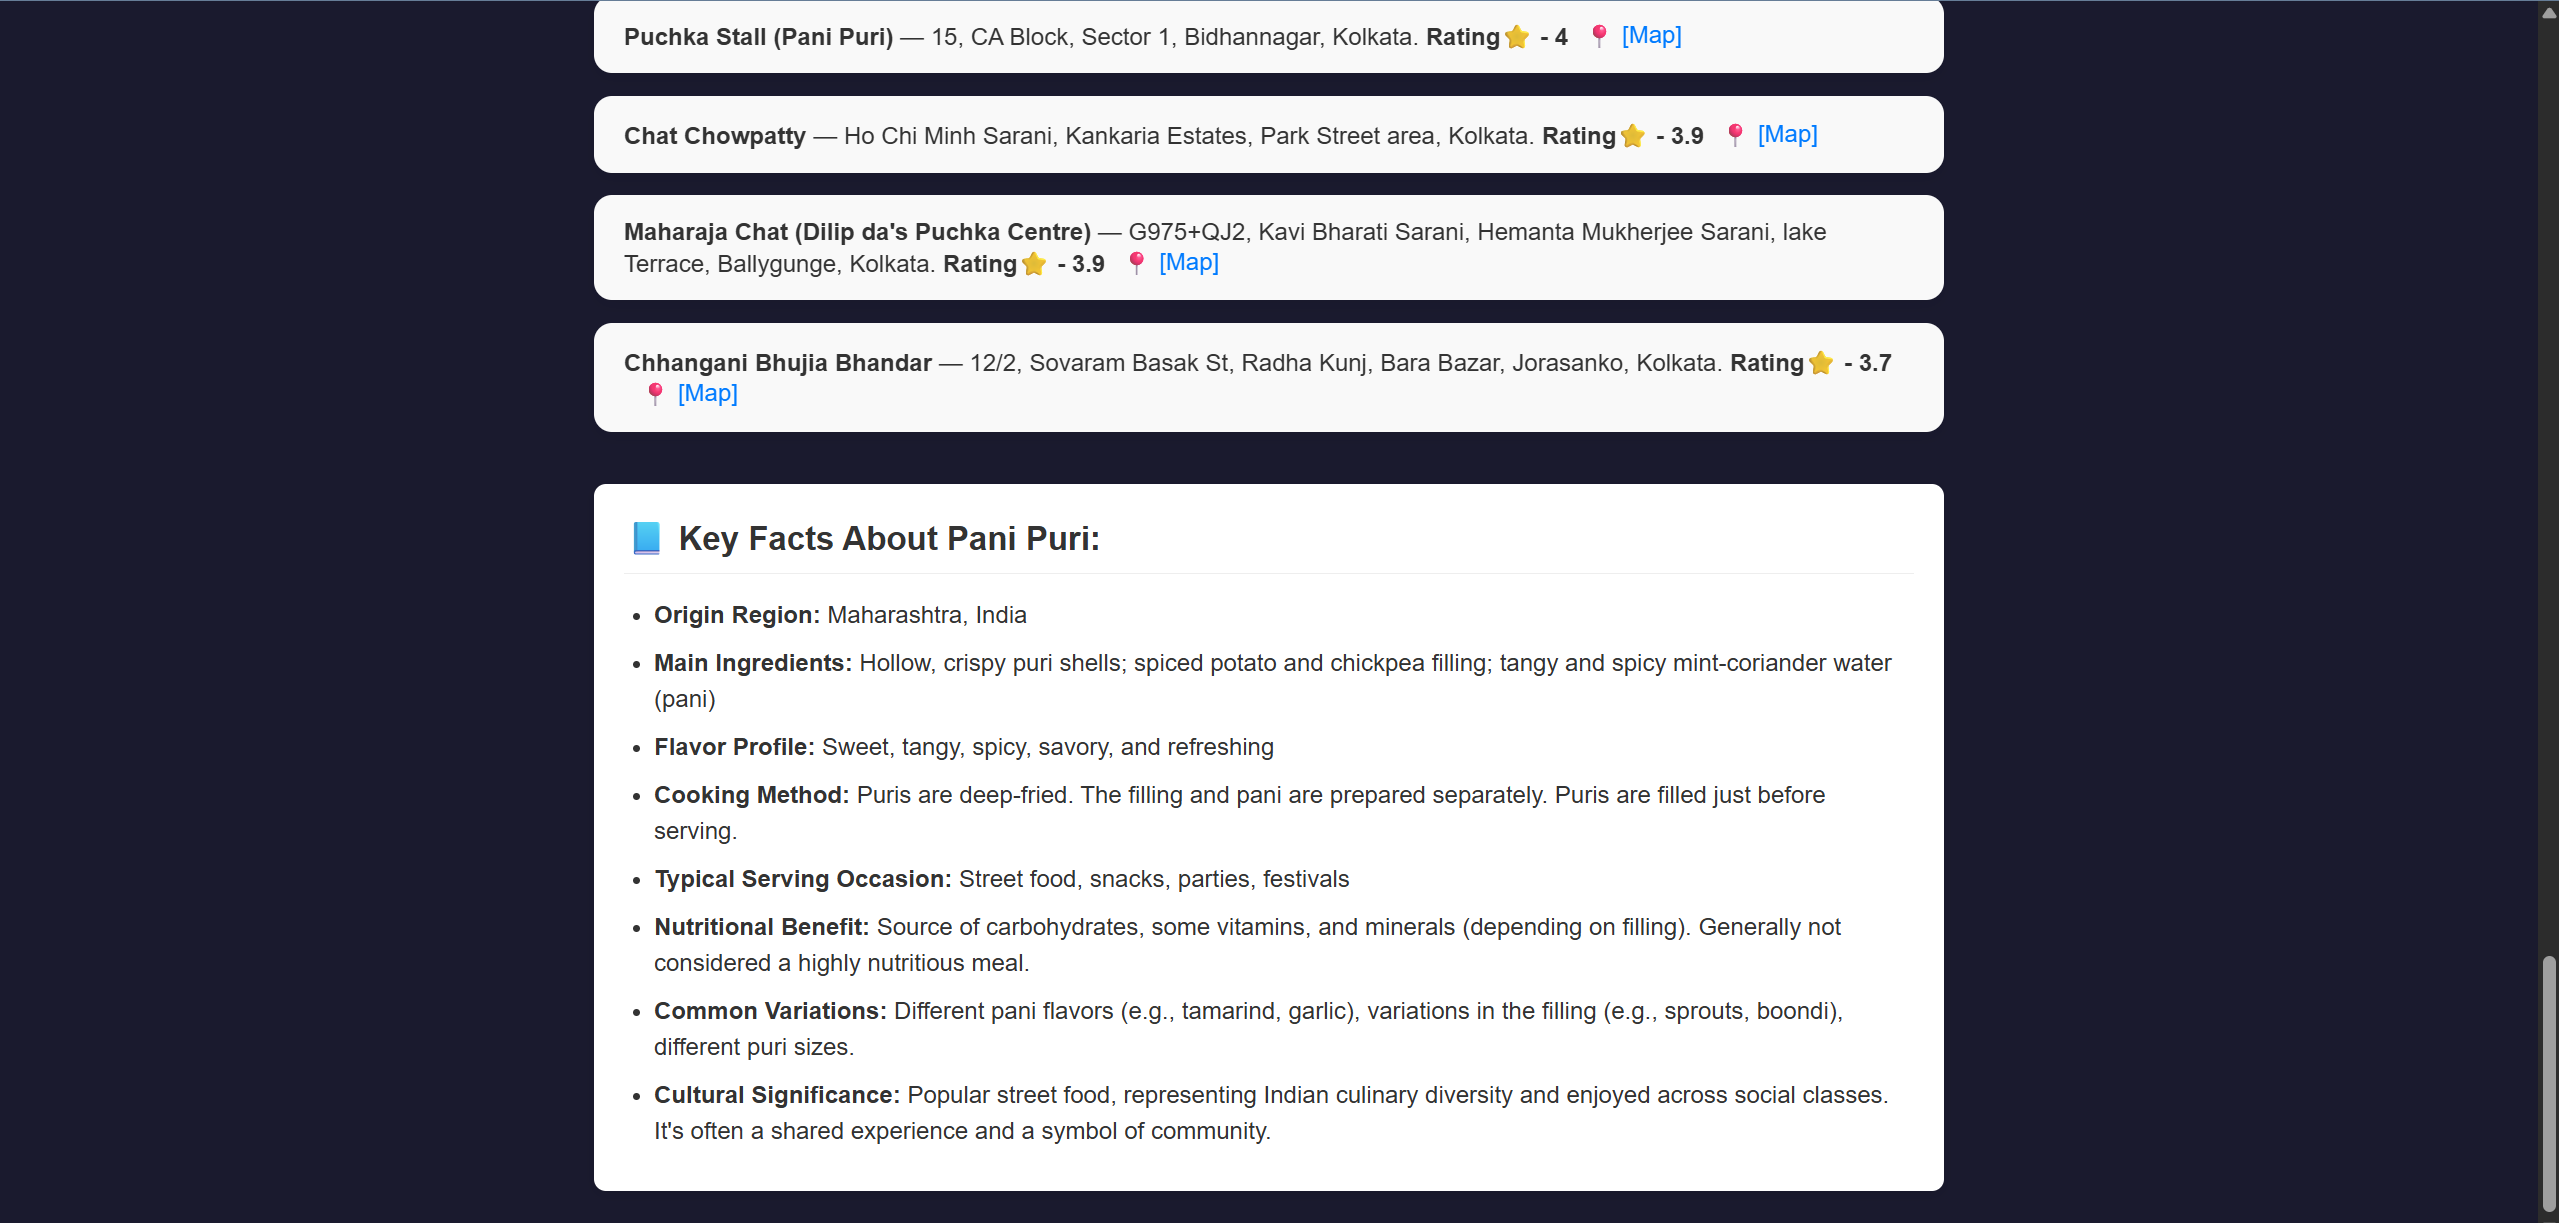 Puchka Stall (Pani Puri) — 15, CA Block, Sector 1, Bidhannagar, Kolkata. Rating⭐ - 4 📍 [Map]
Chat Chowpatty — Ho Chi Minh Sarani, Kankaria Estates, Park Street area, Kolkata. Rating⭐ - 3.9 📍 [Map]
Maharaja Chat (Dilip da's Puchka Centre) — G975+QJ2, Kavi Bharati Sarani, Hemanta Mukherjee Sarani, lake
Terrace, Ballygunge, Kolkata. Rating⭐ - 3.9 📍 [Map]
Chhangani Bhujia Bhandar — 12/2, Sovaram Basak St, Radha Kunj, Bara Bazar, Jorasanko, Kolkata. Rating⭐ - 3.7
📍 [Map]
📘 Key Facts About Pani Puri:
• Origin Region: Maharashtra, India
• Main Ingredients: Hollow, crispy puri shells; spiced potato and chickpea filling; tangy and spicy mint-coriander water
(pani)
• Flavor Profile: Sweet, tangy, spicy, savory, and refreshing
• Cooking Method: Puris are deep-fried. The filling and pani are prepared separately. Puris are filled just before
serving.
• Typical Serving Occasion: Street food, snacks, parties, festivals
• Nutritional Benefit: Source of carbohydrates, some vitamins, and minerals (depending on filling). Generally not
considered a highly nutritious meal.
• Common Variations: Different pani flavors (e.g., tamarind, garlic), variations in the filling (e.g., sprouts, boondi),
different puri sizes.
• Cultural Significance: Popular street food, representing Indian culinary diversity and enjoyed across social classes.
It's often a shared experience and a symbol of community.